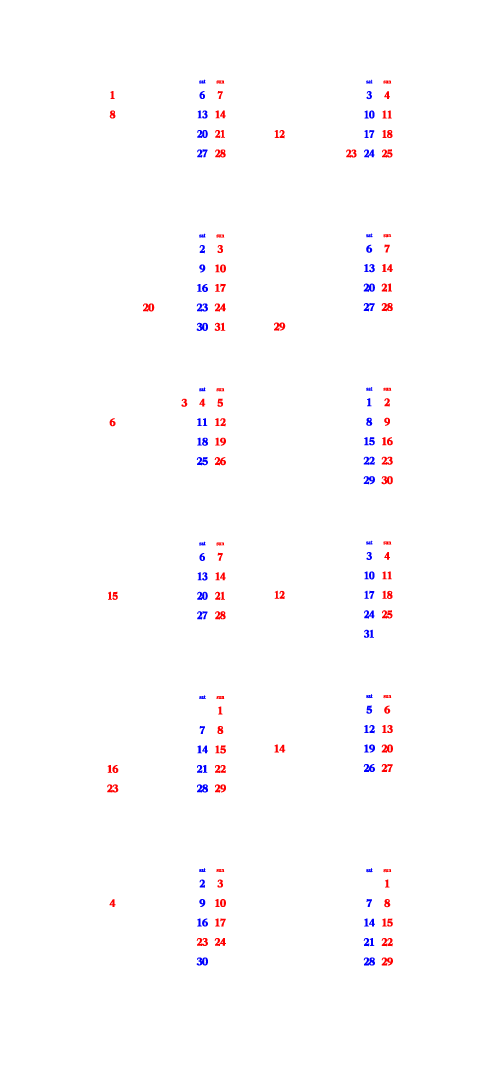 sat sun
1 6 7
8 13 14
20 21
27 28
sat sun
3 4
10 11
12 17 18
23 24 25
sat sun
2 3
9 10
16 17
20 23 24
30 31
sat sun
6 7
13 14
20 21
27 28
29
sat sun
3 4 5
6 11 12
18 19
25 26
sat sun
1 2
8 9
15 16
22 23
29 30
sat sun
6 7
13 14
15 20 21
27 28
sat sun
3 4
10 11
12 17 18
24 25
31
sat sun
1
7 8
14 15
16 21 22
23 28 29
sat sun
5 6
12 13
14 19 20
26 27
sat sun
2 3
4 9 10
16 17
23 24
30
sat sun
1
7 8
14 15
21 22
28 29